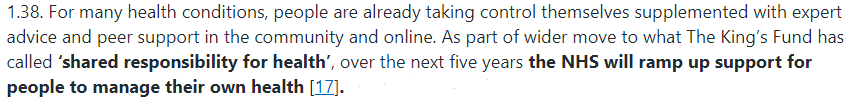 1.38. For many health conditions, people are already taking control themselves supplemented with expert
advice and peer support in the community and online. As part of wider move to what The King’s Fund has
called ‘shared responsibility for health’, over the next five years the NHS will ramp up support for
people to manage their own health [17].